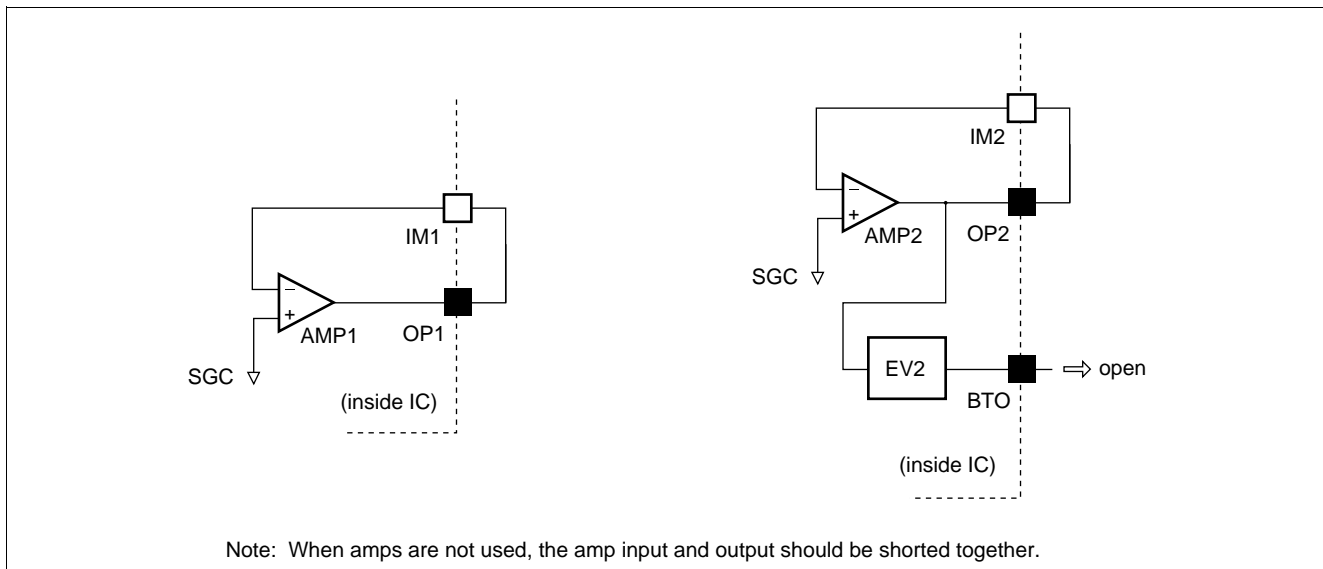 IM1
−
+
AMP1
OP1
SGC
(inside IC)
IM2
−
+
AMP2
OP2
SGC
EV2
open
BTO
(inside IC)
Note: When amps are not used, the amp input and output should be shorted together.